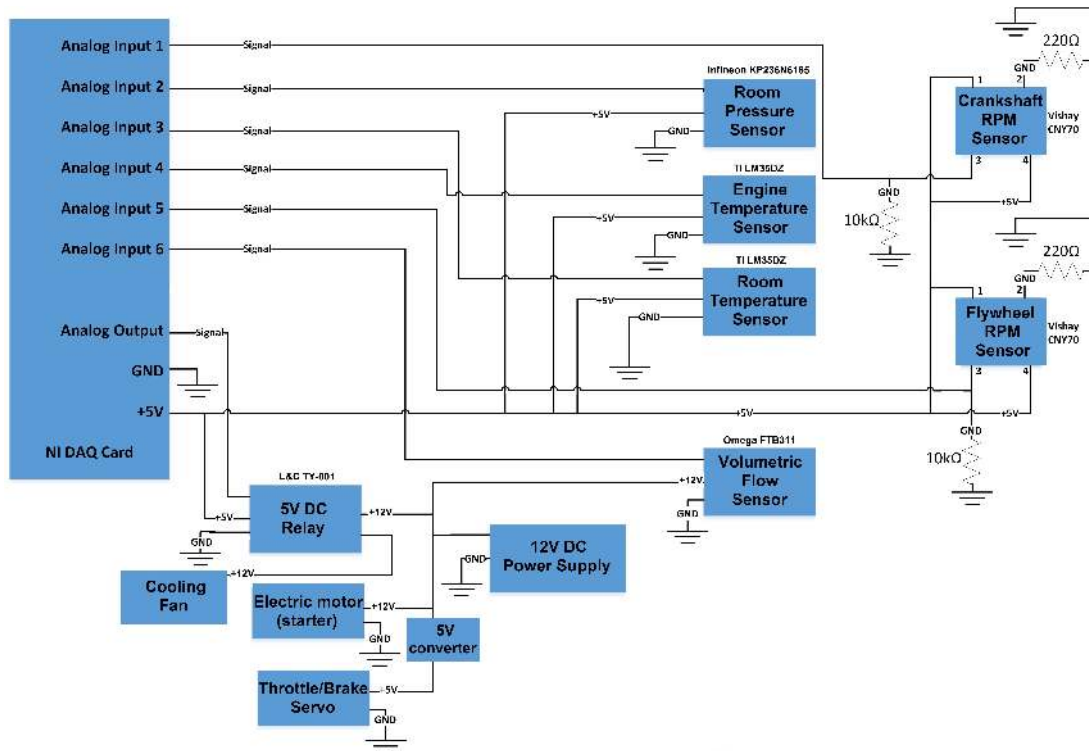 Analog Input 1
Signal
Analog Input 2
Signal
Analog Input 3
Signal
Analog Input 4
Signal
Analog Input 5
Signal
Analog Input 6
Signal
Analog Output
Signal
GND
+5V
NI DAQ Card
Infineon KP236N6165
Room
Pressure
Sensor
+5V
GND
TI LM35DZ
Engine
Temperature
Sensor
+5V
GND
TI LM35DZ
Room
Temperature
Sensor
+5V
GND
220Ω
GND
1
2
Crankshaft
RPM
Sensor
Vishay
CNY70
3
4
GND
+5V
10kΩ
220Ω
GND
1
2
Flywheel
RPM
Sensor
Vishay
CNY70
3
4
+5V
+5V
GND
10kΩ
Omega FTB311
Volumetric
Flow
Sensor
+12V
GND
L&C TY-001
5V DC
Relay
+5V
GND
+12V
+12V
Cooling
Fan
12V DC
Power Supply
GND
Electric motor
(starter)
+12V
GND
5V
converter
Throttle/Brake
Servo
+5V
GND